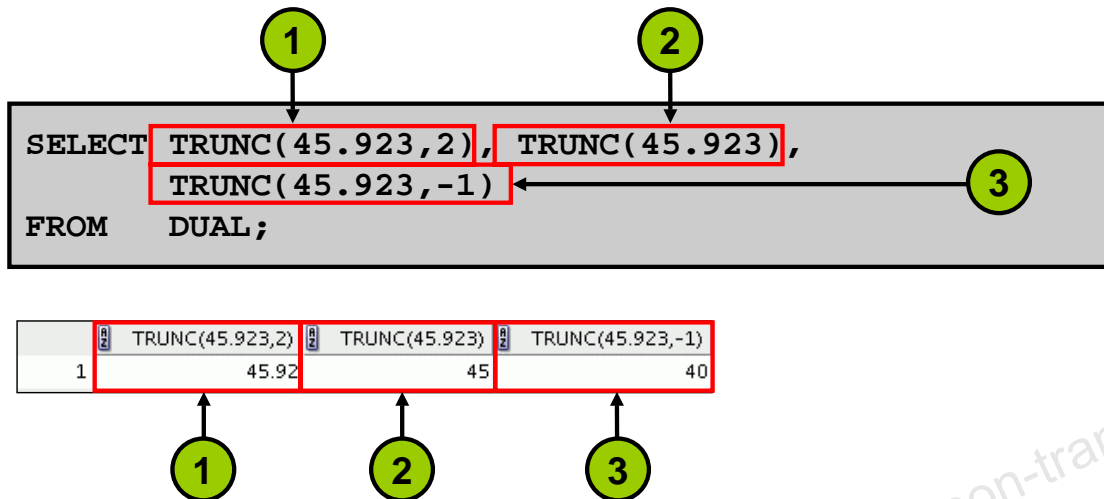 1 2
SELECT TRUNC(45.923,2), TRUNC(45.923),
TRUNC(45.923,-1) 3
FROM DUAL;
TRUNC(45.923,2) TRUNC(45.923) TRUNC(45.923,-1)
1 45.92 45 40
1 2 3